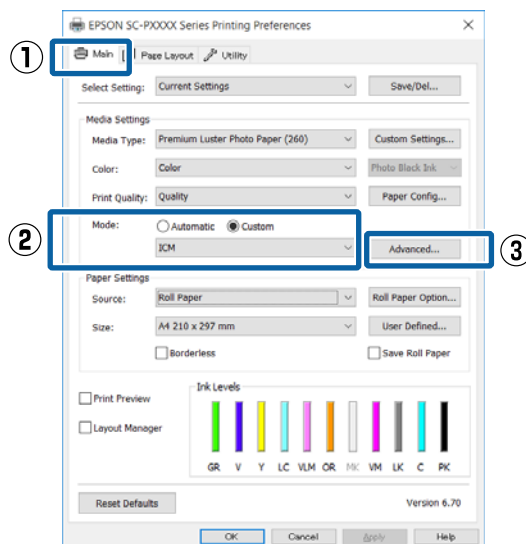 EPSON SC-PXXXX Series Printing Preferences
①
Main Page Layout Utility
Select Setting: Current Settings Save/Del...
Media Settings
Media Type: Premium Luster Photo Paper (260) Custom Settings...
Color: Color Photo Black Ink
Print Quality: Quality Paper Config...
②
Mode: Automatic Custom
ICM Advanced...
③
Paper Settings
Source: Roll Paper Roll Paper Option...
Size: A4 210 x 297 mm User Defined...
Borderless Save Roll Paper
Ink Levels
Print Preview
Layout Manager
GR V Y LC VLM OR MK VM LK C PK
Reset Defaults Version 6.70
OK Cancel Apply Help